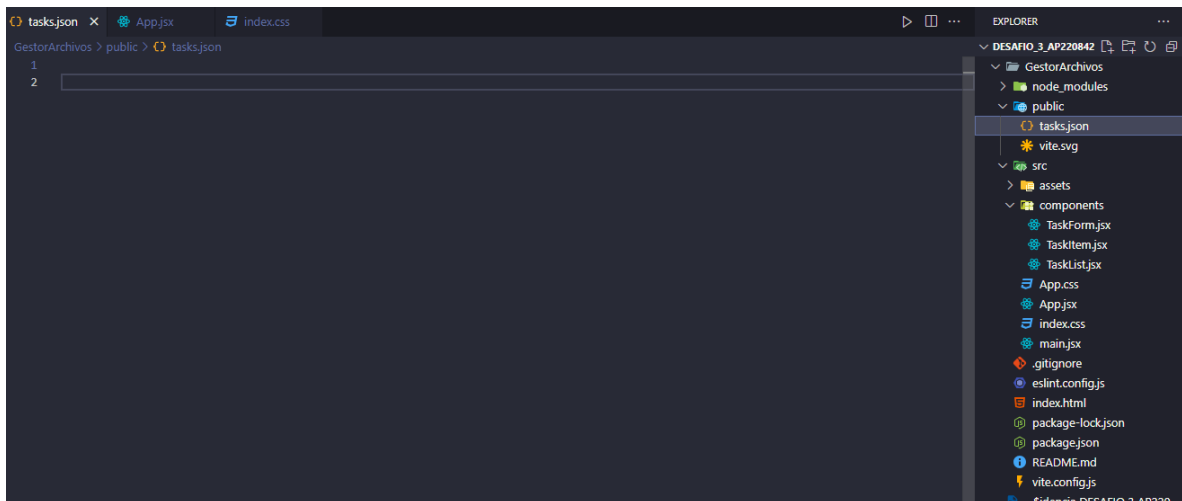 tasks.json
App.jsx
index.css
GestorArchivos > public > tasks.json
1
2
EXPLORER
DESAFIO_3_AP220842
GestorArchivos
node_modules
public
tasks.json
vite.svg
src
assets
components
TaskForm.jsx
TaskItem.jsx
TaskList.jsx
App.css
App.jsx
index.css
main.jsx
.gitignore
eslint.config.js
index.html
package-lock.json
package.json
README.md
vite.config.js